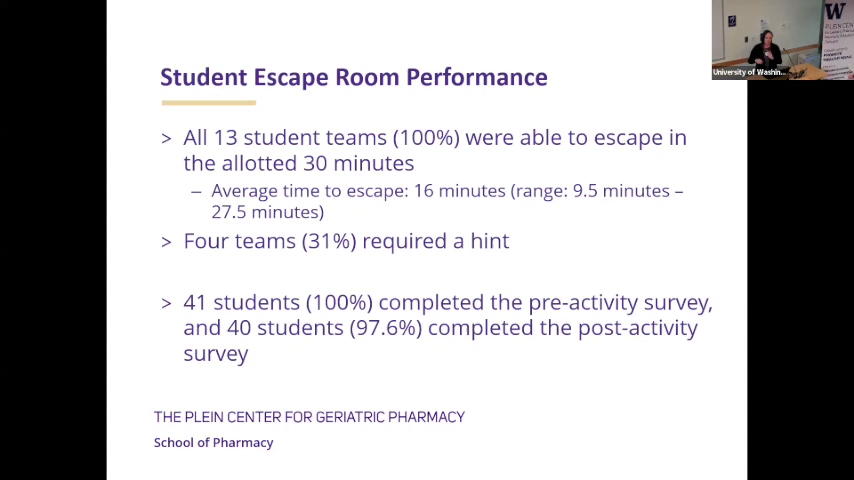 Student Escape Room Performance
> All 13 student teams (100%) were able to escape in
the allotted 30 minutes
– Average time to escape: 16 minutes (range: 9.5 minutes –
27.5 minutes)
> Four teams (31%) required a hint
> 41 students (100%) completed the pre-activity survey,
and 40 students (97.6%) completed the post-activity
survey
THE PLEIN CENTER FOR GERIATRIC PHARMACY
School of Pharmacy
University of Washin...
W
PLEIN CENTER